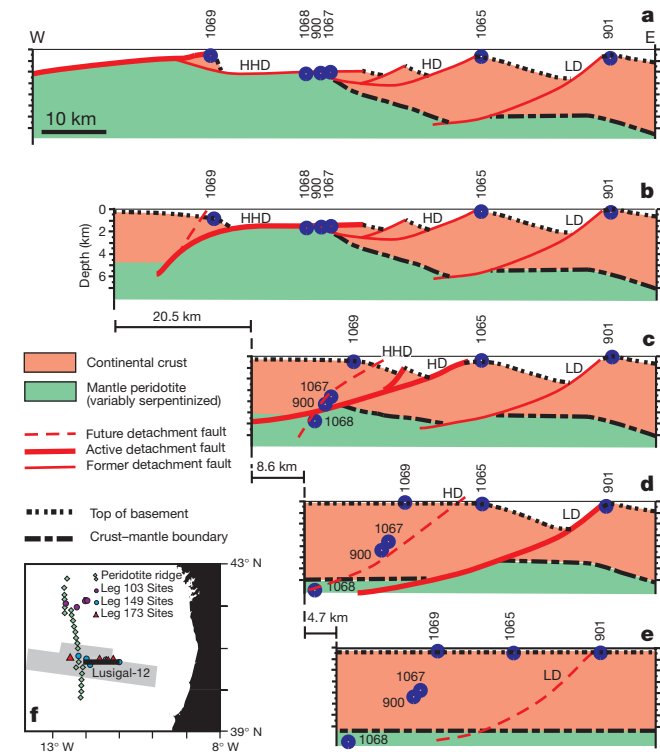 1069
1068
900
1067
1065
901
a
W
E
HHD
HD
LD
10 km
1069
1068
900
1067
1065
901
b
0
2
4
6
Depth (km)
HHD
HD
LD
20.5 km
1069
1065
901
c
HHD
HD
LD
1067
900
1068
Continental crust
Mantle peridotite
(variably serpentinized)
Future detachment fault
Active detachment fault
Former detachment fault
8.6 km
1069
1065
901
d
HD
LD
1067
900
1068
Top of basement
Crust–mantle boundary
4.7 km
1069
1065
901
e
LD
1067
900
1068
43° N
Peridotite ridge
Leg 103 Sites
Leg 149 Sites
Leg 173 Sites
Lusigal-12
f
39° N
13° W
8° W